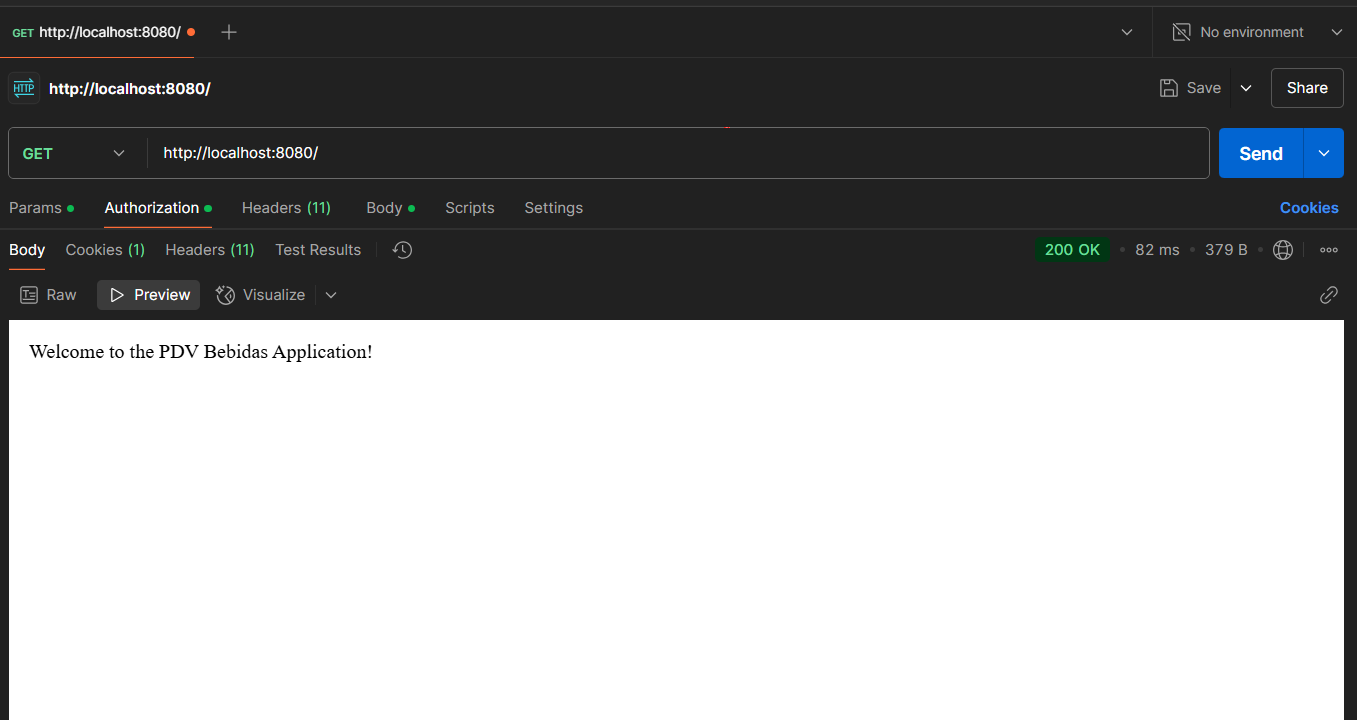 GET http://localhost:8080/ No environment
HTTP http://localhost:8080/ Save Share
GET http://localhost:8080/ Send
Params Authorization Headers (11) Body Scripts Settings Cookies
Body Cookies (1) Headers (11) Test Results 200 OK 82 ms 379 B
Raw Preview Visualize
Welcome to the PDV Bebidas Application!